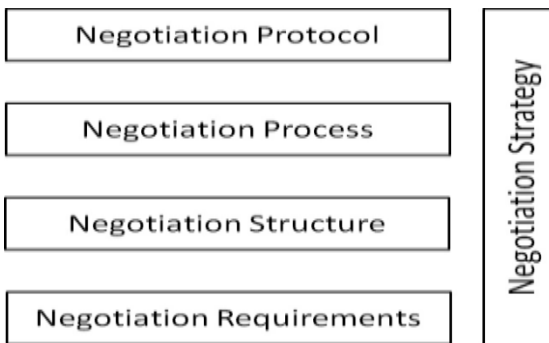 Negotiation Protocol
Negotiation Process
Negotiation Structure
Negotiation Requirements
Negotiation Strategy